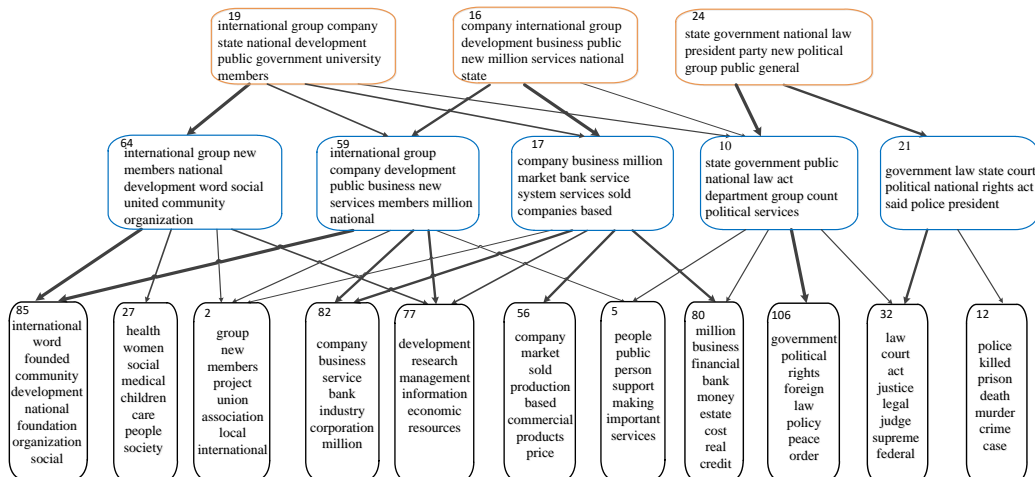 19
international group company
state national development
public government university
members
16
company international group
development business public
new million services national
state
24
state government national law
president party new political
group public general
64
international group new
members national
development word social
united community
organization
59
international group
company development
public business new
services members million
national
17
company business million
market bank service
system services sold
companies based
10
state government public
national law act
department group count
political services
21
government law state court
political national rights act
said police president
85
international
word
founded
community
development
national
foundation
organization
social
27
health
women
social
medical
children
care
people
society
2
group
new
members
project
union
association
local
international
82
company
business
service
bank
industry
corporation
million
77
development
research
management
information
economic
resources
56
company
market
sold
production
based
commercial
products
price
5
people
public
person
support
making
important
services
80
million
business
financial
bank
money
estate
cost
real
credit
106
government
political
rights
foreign
law
policy
peace
order
32
law
court
act
justice
legal
judge
supreme
federal
12
police
killed
prison
death
murder
crime
case